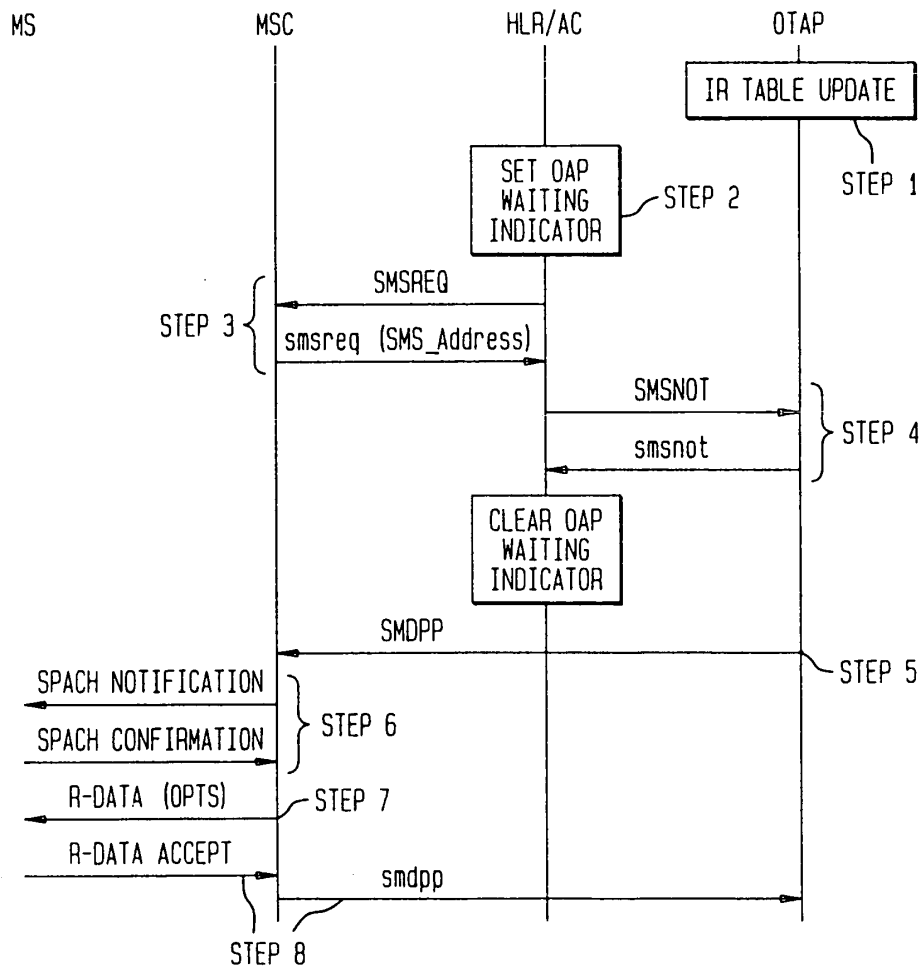 MS MSC HLR/AC OTAP
IR TABLE UPDATE
STEP 1
SET OAP
WAITING
INDICATOR
STEP 2
SMSREQ
STEP 3
smsreq (SMS_Address)
SMSNOT
STEP 4
smsnot
CLEAR OAP
WAITING
INDICATOR
SMDPP
STEP 5
SPACH NOTIFICATION
STEP 6
SPACH CONFIRMATION
R-DATA (OPTS)
STEP 7
R-DATA ACCEPT
smdpp
STEP 8